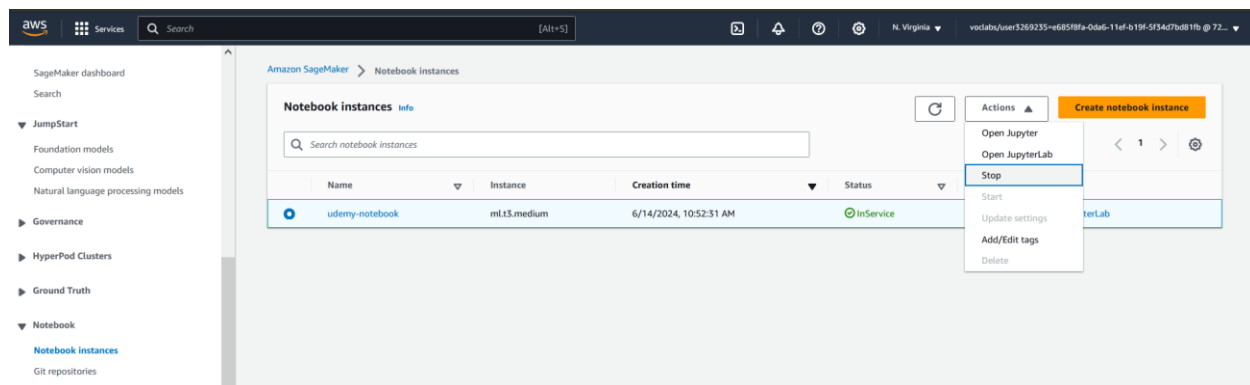 aws
Services
Search
[Alt+S]
N. Virginia
voclabs/user3269235=e685f8fa-0da6-11ef-b19f-5f34d7bd81fb @ 72...
SageMaker dashboard
Search
JumpStart
Foundation models
Computer vision models
Natural language processing models
Governance
HyperPod Clusters
Ground Truth
Notebook
Notebook instances
Git repositories
Amazon SageMaker > Notebook instances
Notebook instances Info
Actions
Create notebook instance
Search notebook instances
1
Open Jupyter
Open JupyterLab
Stop
Start
Update settings
Add/Edit tags
Delete
Name
Instance
Creation time
Status
udemy-notebook
ml.t3.medium
6/14/2024, 10:52:31 AM
InService
terLab